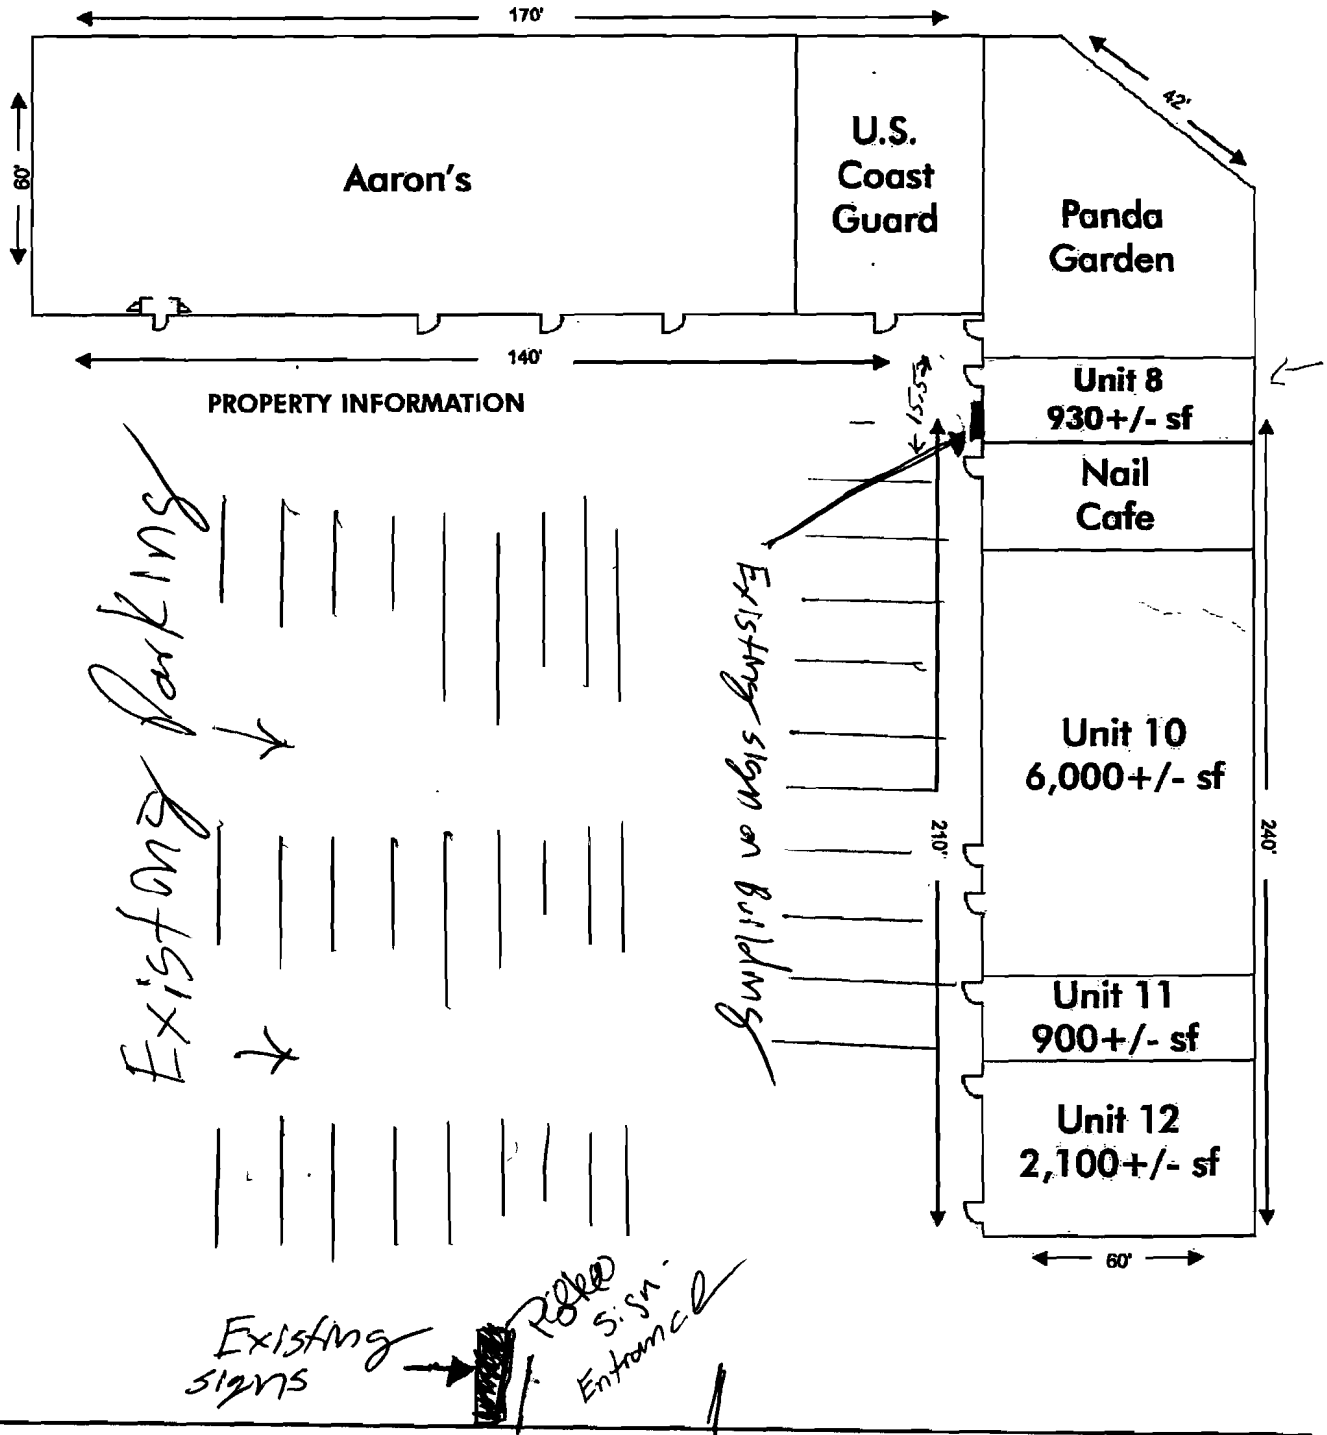 170'
60'
Aaron's
U.S.
Coast
Guard
42'
Panda
Garden
140'
15.5'
PROPERTY INFORMATION
Unit 8
930+/- sf
Nail
Cafe
Existing Parking
Existing sign on building
Unit 10
6,000+/- sf
210'
240'
Unit 11
900+/- sf
Unit 12
2,100+/- sf
60'
Existing
signs
Sign
Entrance